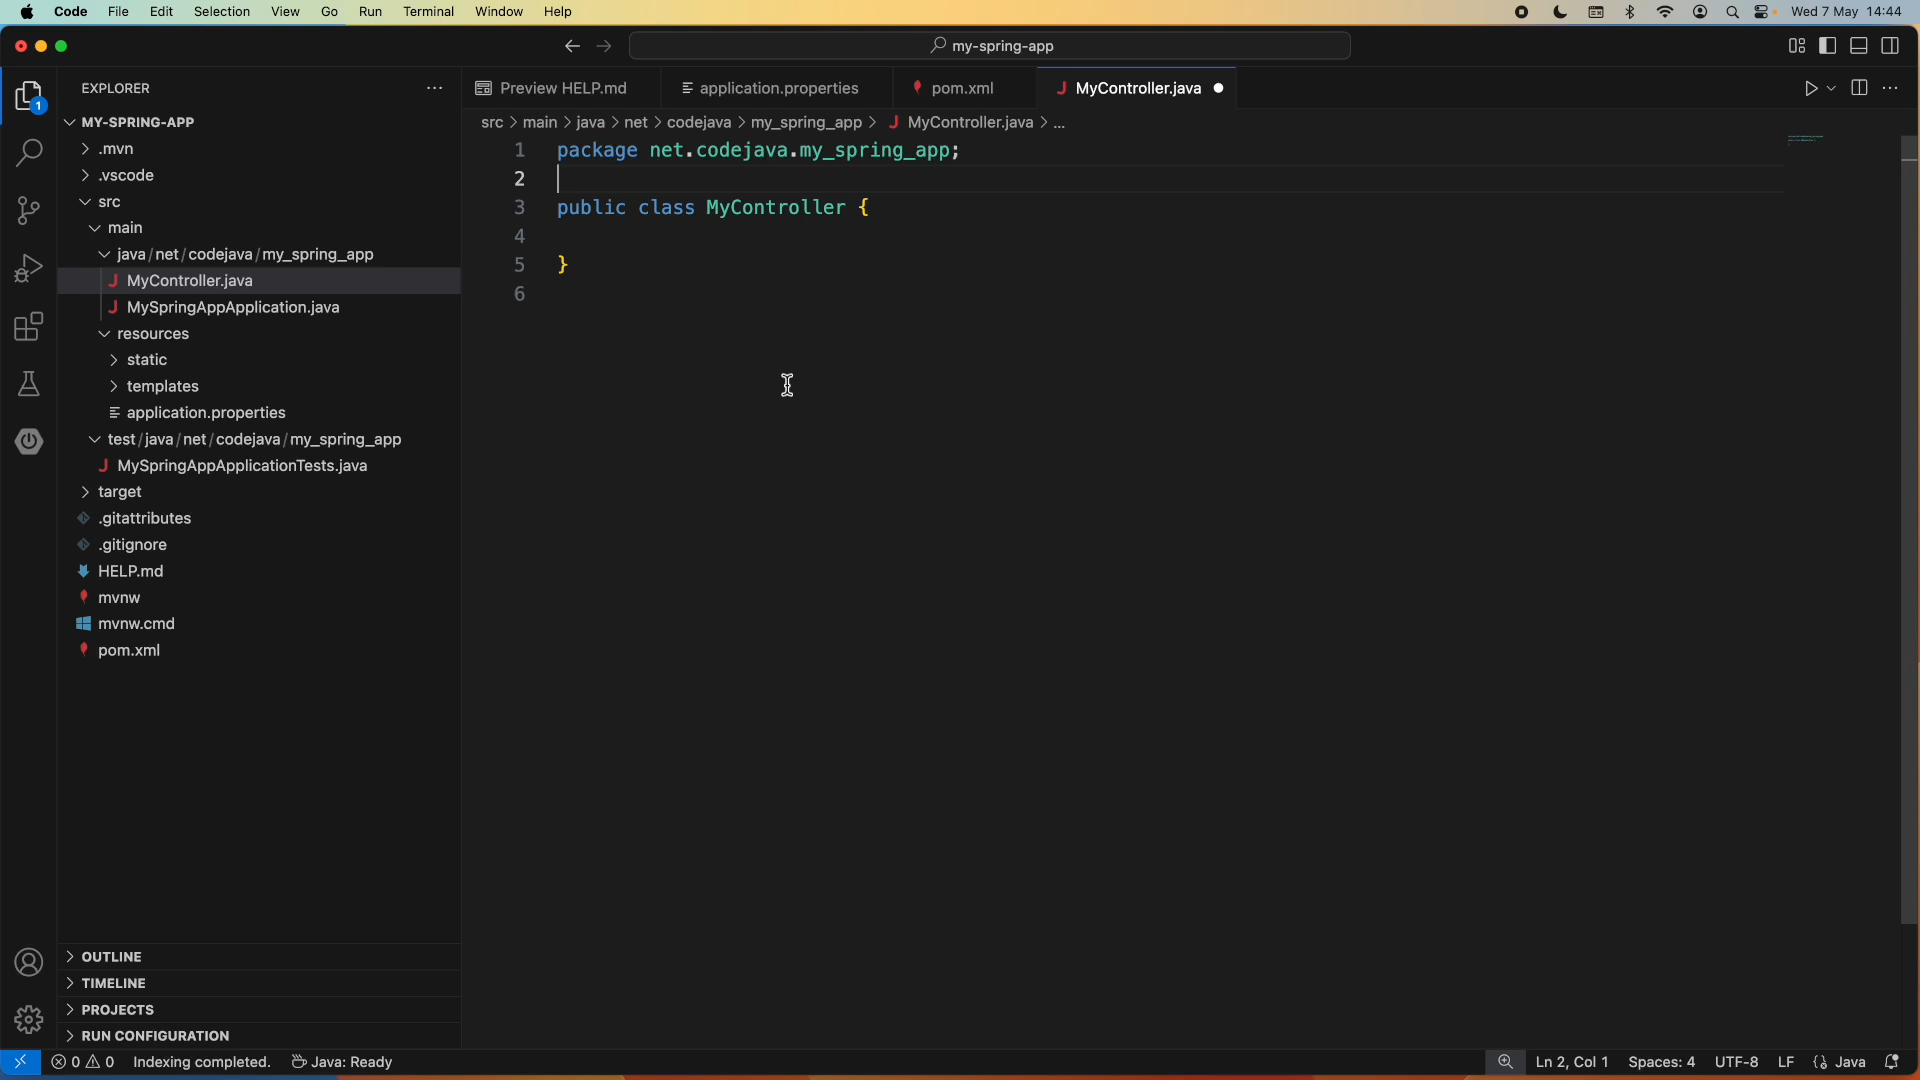 Code File Edit Selection View Go Run Terminal Window Help Wed 7 May 14:44
my-spring-app
EXPLORER
Preview HELP.md application.properties pom.xml J MyController.java
1
MY-SPRING-APP
src > main > java > net > codejava > my_spring_app > J MyController.java > ...
.mvn
.vscode
src
main
java/net/codejava/my_spring_app
J MyController.java
J MySpringAppApplication.java
resources
static
templates
application.properties
test/java/net/codejava/my_spring_app
J MySpringAppApplicationTests.java
target
.gitattributes
.gitignore
HELP.md
mvnw
mvnw.cmd
pom.xml
1 package net.codejava.my_spring_app;
2
3 public class MyController {
4
5 }
6
OUTLINE
TIMELINE
PROJECTS
RUN CONFIGURATION
0 0 Indexing completed. Java: Ready Ln 2, Col 1 Spaces: 4 UTF-8 LF {} Java